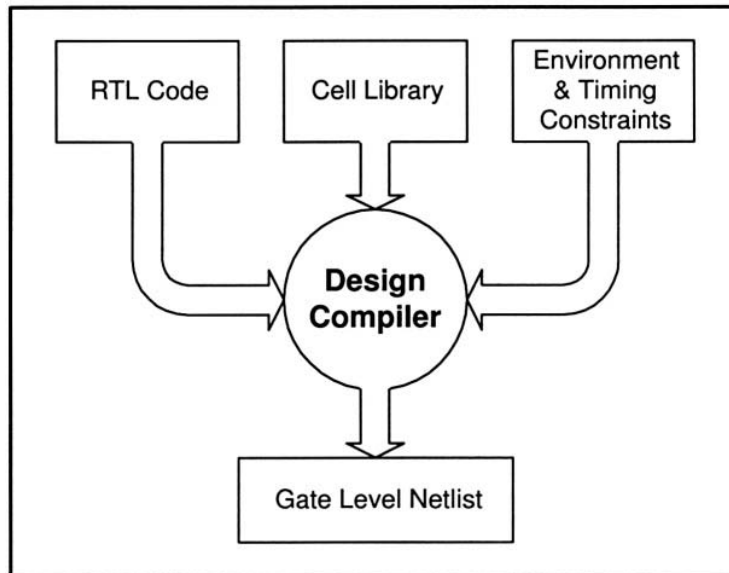 RTL Code
Cell Library
Environment
& Timing
Constraints
Design
Compiler
Gate Level Netlist